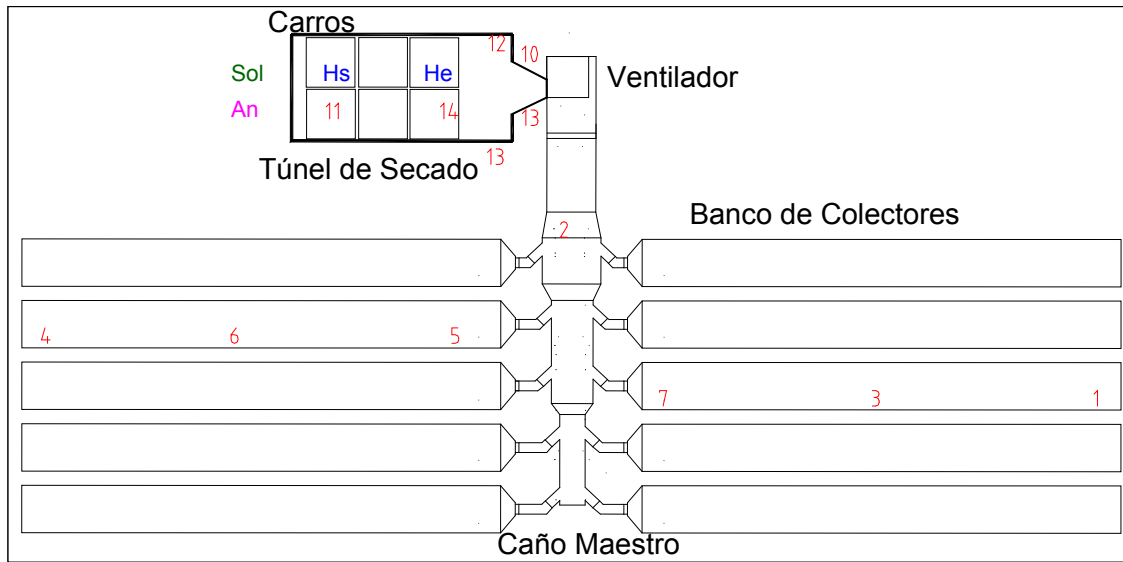 Carros
12 10
Sol Hs He Ventilador
An 11 14 13
Túnel de Secado 13
Banco de Colectores
2
4 6 5
7 3 1
Caño Maestro